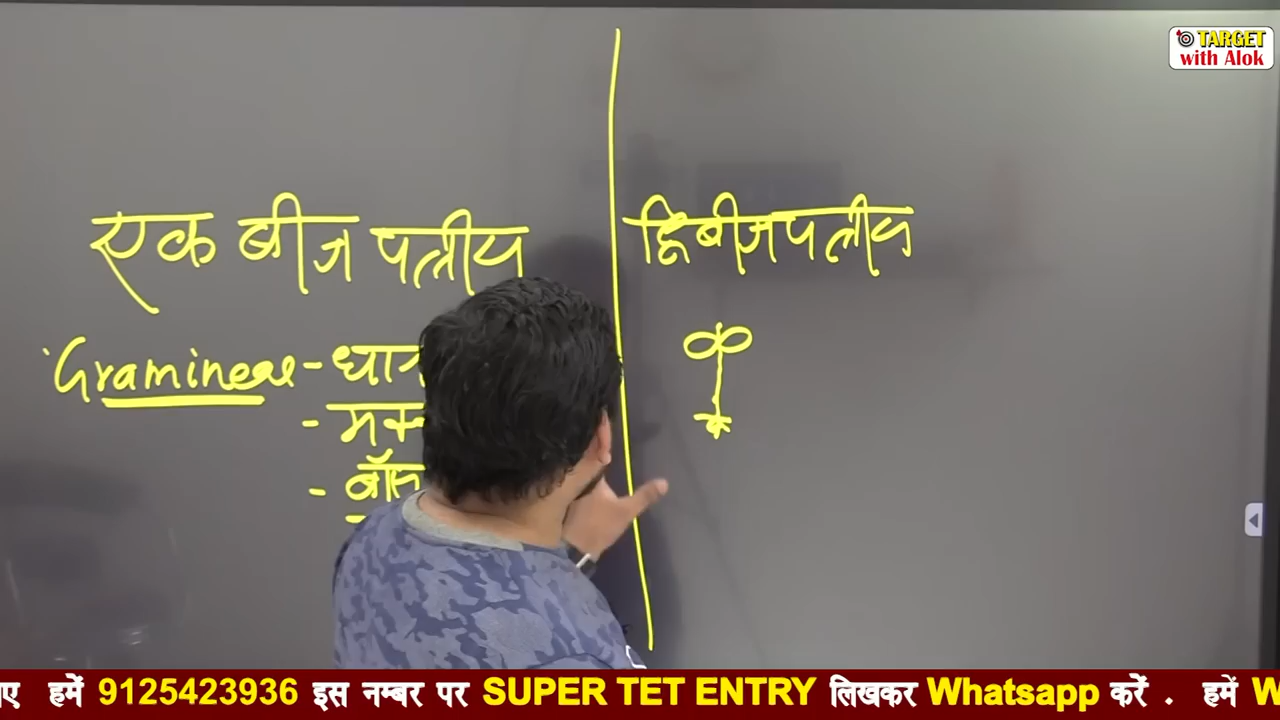 TARGET
with Alok
एक बीज पत्रीय
द्विबीजपत्रीय
Gramineae -
-
-
हमें 9125423936 इस नम्बर पर SUPER TET ENTRY लिखकर Whatsapp करें . हमें